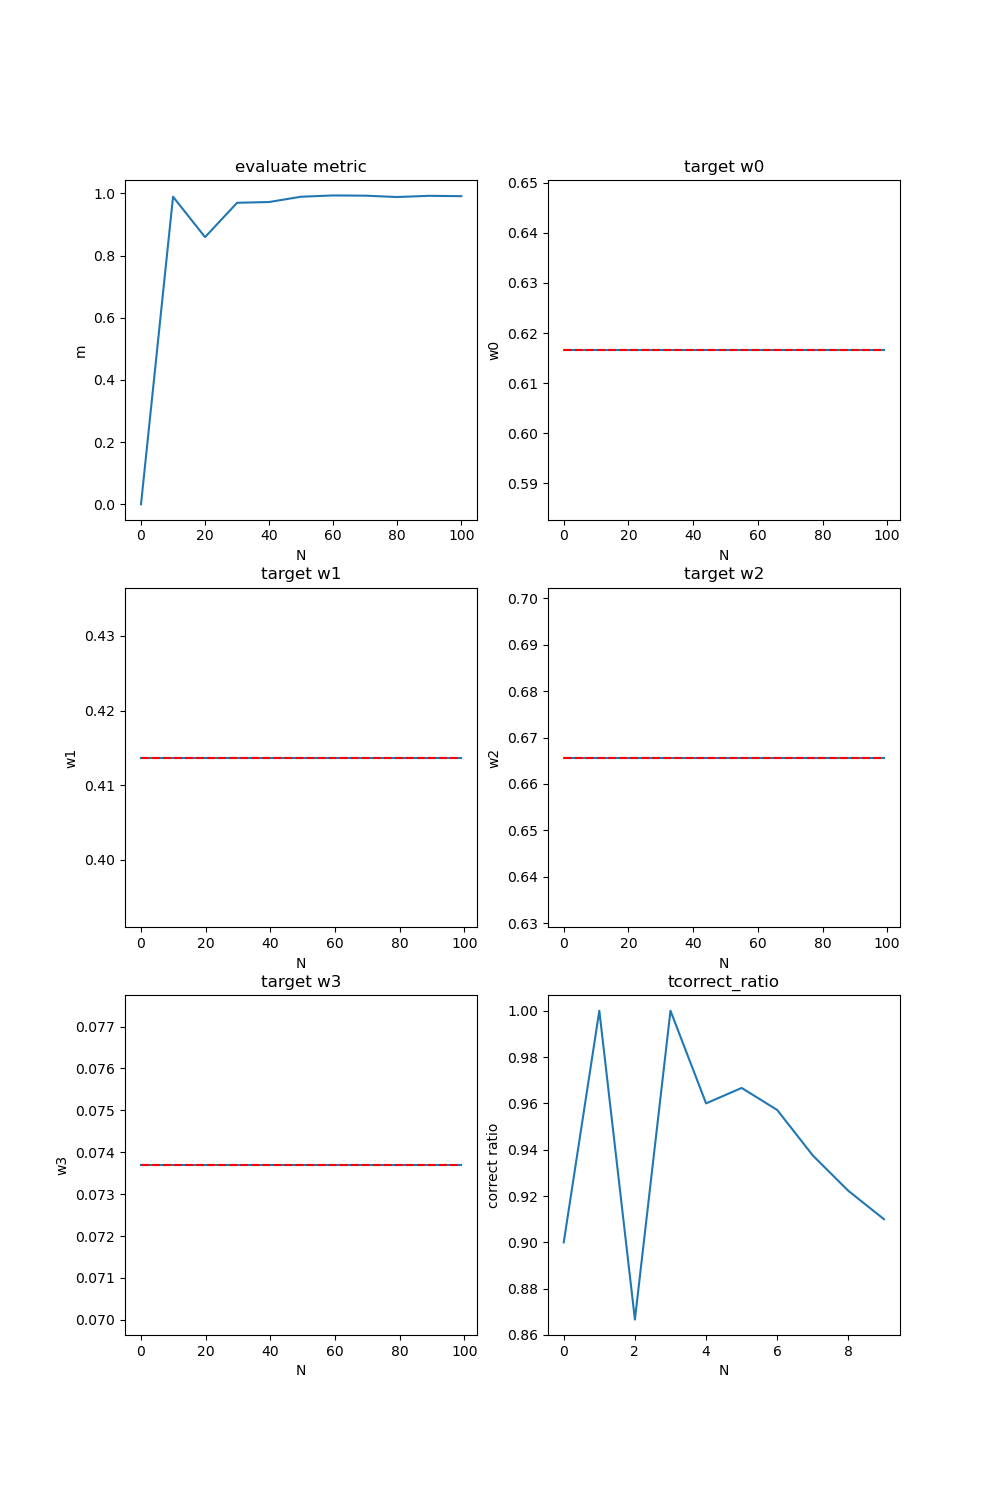 evaluate metric
1.0
0.8
0.6
0.4
0.2
0.0
m
0 20 40 60 80 100
N
target w0
0.65
0.64
0.63
0.62
0.61
0.60
0.59
w0
0 20 40 60 80 100
N
target w1
0.43
0.42
0.41
0.40
w1
0 20 40 60 80 100
N
target w2
0.70
0.69
0.68
0.67
0.66
0.65
0.64
0.63
w2
0 20 40 60 80 100
N
target w3
0.077
0.076
0.075
0.074
0.073
0.072
0.071
0.070
w3
0 20 40 60 80 100
N
tcorrect_ratio
1.00
0.98
0.96
0.94
0.92
0.90
0.88
0.86
correct ratio
0 2 4 6 8
N